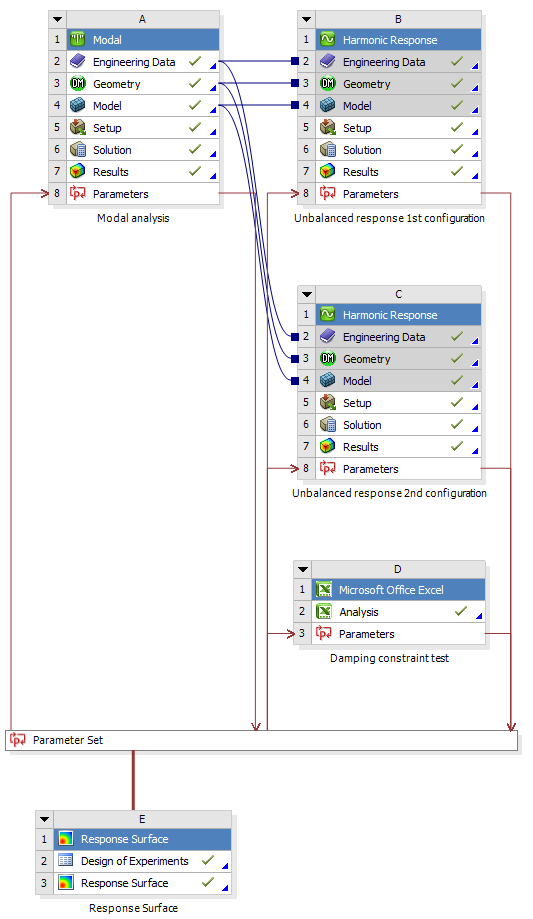 A
1 Modal
2 Engineering Data
3 DM Geometry
4 Model
5 Setup
6 Solution
7 Results
8 Parameters
Modal analysis
B
1 Harmonic Response
2 Engineering Data
3 DM Geometry
4 Model
5 Setup
6 Solution
7 Results
8 Parameters
Unbalanced response 1st configuration
C
1 Harmonic Response
2 Engineering Data
3 DM Geometry
4 Model
5 Setup
6 Solution
7 Results
8 Parameters
Unbalanced response 2nd configuration
D
1 Microsoft Office Excel
2 Analysis
3 Parameters
Damping constraint test
Parameter Set
E
1 Response Surface
2 Design of Experiments
3 Response Surface
Response Surface